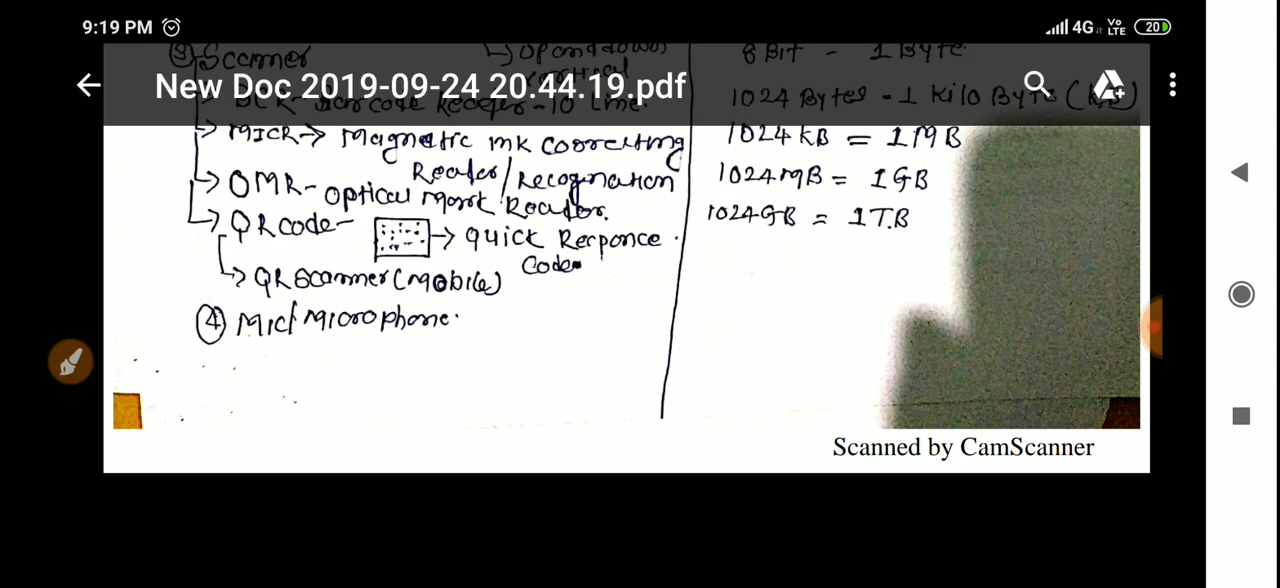 9:19 PM
4G
Vo
LTE
20
New Doc 2019-09-24 20.44.19.pdf
③ Scanner
8 Bit - 1 Byte
1024 Bytes - 1 Kilo Byte (KB)
→ MICR → Magnetic ink
1024 KB = 1 MB
Reader/
→ OMR - Optical Mark Reader.
1024 MB = 1 GB
→ QR code - → Quick Responce
Code
1024 GB = 1 T.B
→ QR Scanner (Mobile)
④ Mic/Microphone.
Scanned by CamScanner